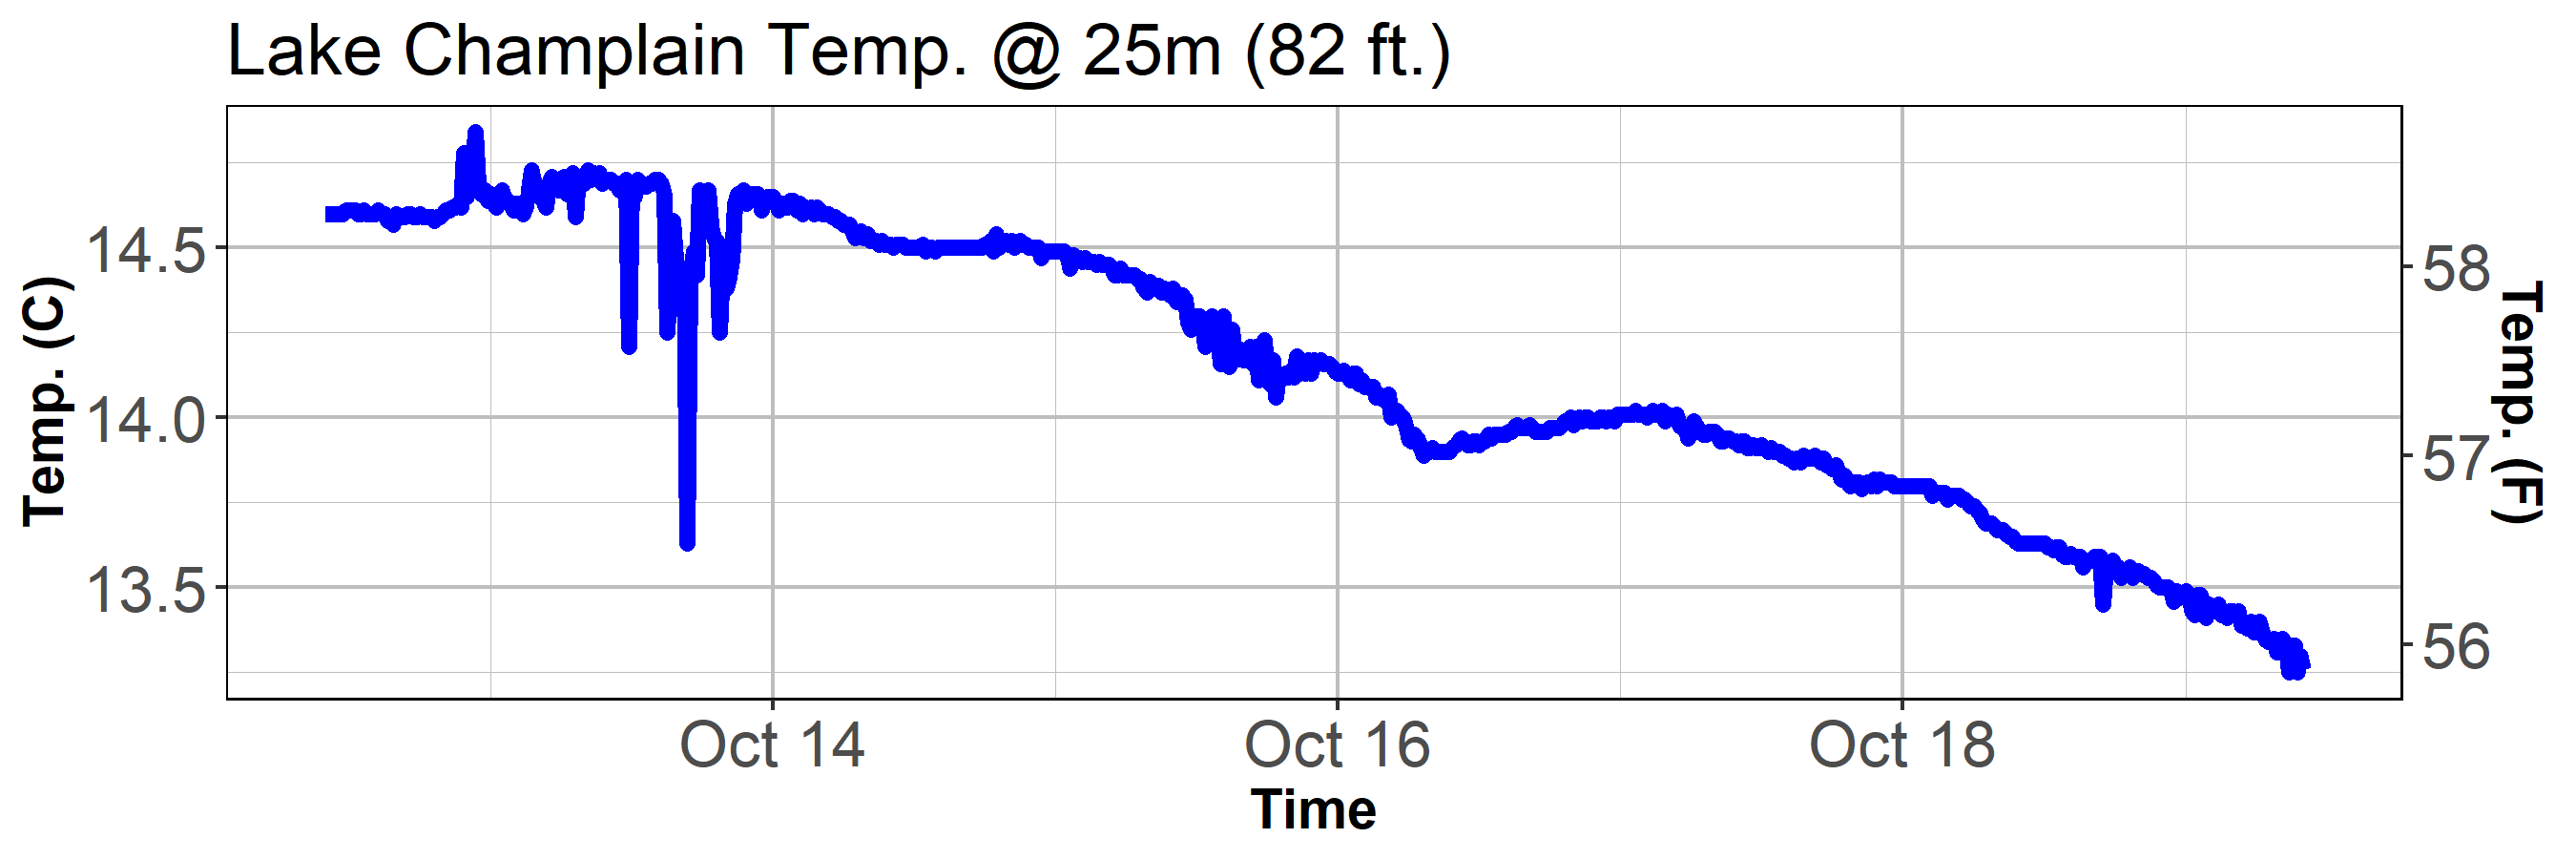 Lake Champlain Temp. @ 25m (82 ft.)
Temp. (C)
14.5
14.0
13.5
58
57
56
Temp. (F)
Oct 14
Oct 16
Oct 18
Time